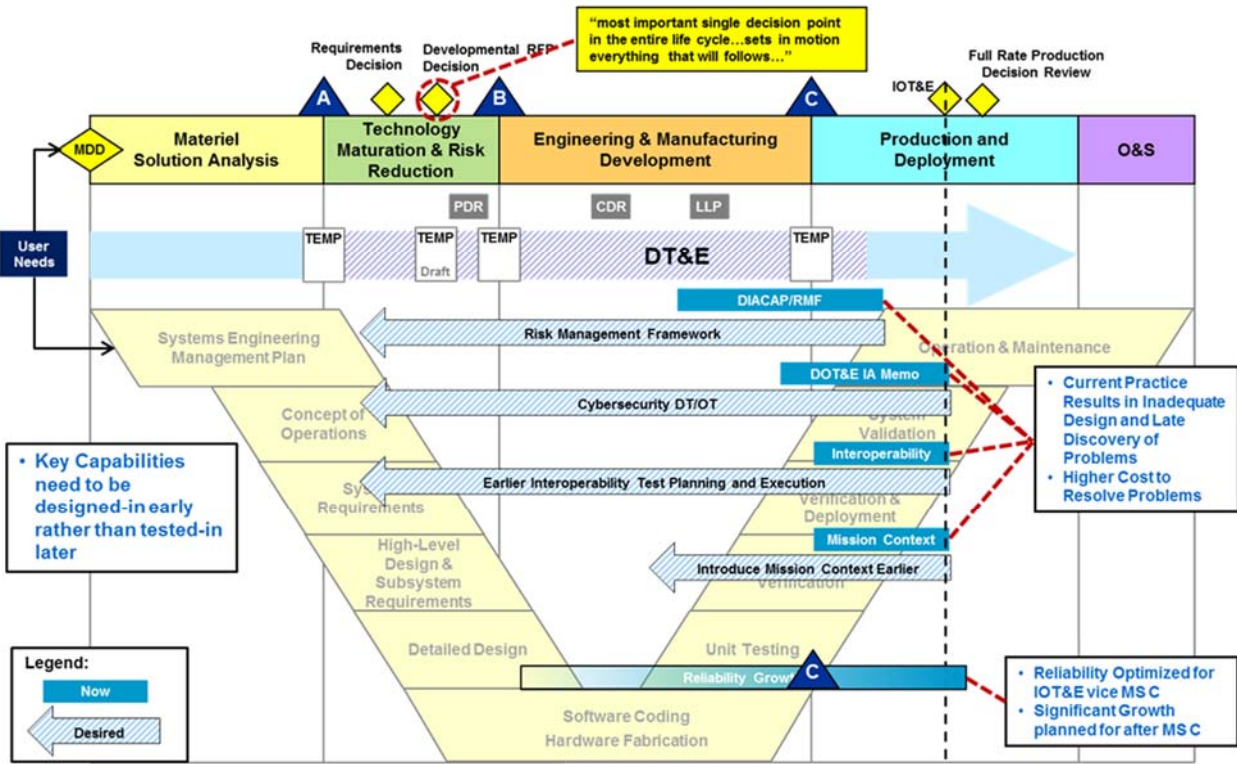 “most important single decision point
in the entire life cycle…sets in motion
everything that will follows…”
Requirements
Decision
Developmental RFP
Decision
IOT&E
Full Rate Production
Decision Review
A
B
C
MDD
Materiel
Solution Analysis
Technology
Maturation & Risk
Reduction
Engineering & Manufacturing
Development
Production and
Deployment
O&S
PDR
CDR
LLP
User
Needs
TEMP
TEMP
Draft
TEMP
DT&E
TEMP
DIACAP/RMF
Risk Management Framework
Systems Engineering
Management Plan
Operation & Maintenance
DOT&E IA Memo
Cybersecurity DT/OT
Concept of
Operations
System
Validation
Interoperability
Earlier Interoperability Test Planning and Execution
Requirements
Verification &
Deployment
Mission Context
Introduce Mission Context Earlier
High-Level
Design &
Subsystem
Requirements
Verification
Detailed Design
Unit Testing
Reliability Growth
C
Software Coding
Hardware Fabrication
• Key Capabilities
need to be
designed-in early
rather than tested-in
later
• Current Practice
Results in Inadequate
Design and Late
Discovery of
Problems
• Higher Cost to
Resolve Problems
• Reliability Optimized for
IOT&E vice MS C
• Significant Growth
planned for after MS C
Legend:
Now
Desired